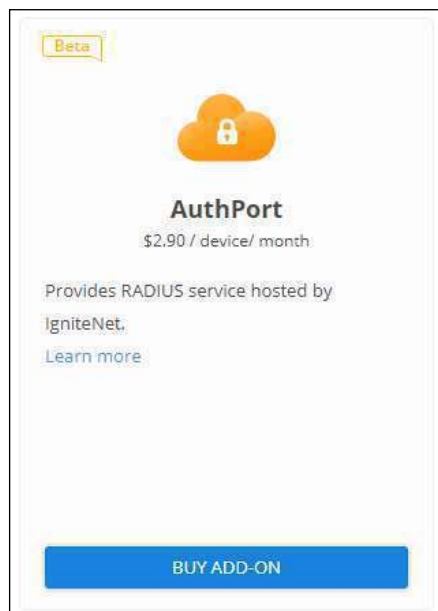 Beta
AuthPort
$2.90 / device/ month
Provides RADIUS service hosted by
IgniteNet.
Learn more
BUY ADD-ON